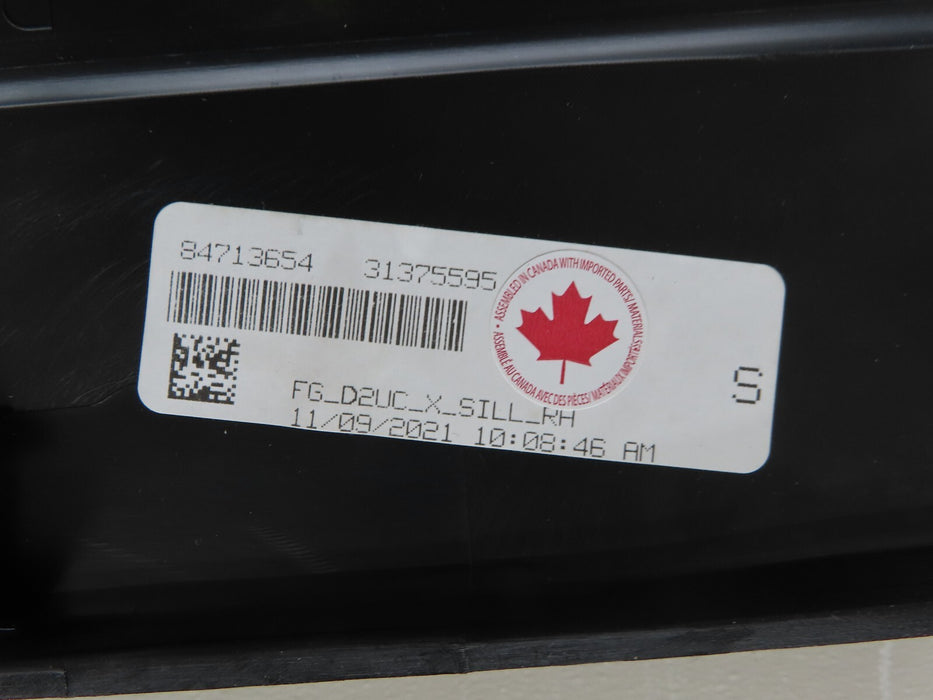 84713654 31375595
ASSEMBLED IN CANADA WITH IMPORTED PARTS/ MATERIALS
ASSEMBLÉ AU CANADA AVEC DES PIÈCES/ MATÉRIAUX IMPORTÉS
S
FG_D2UC_X_SILL_RH
11/09/2021 10:08:46 AM